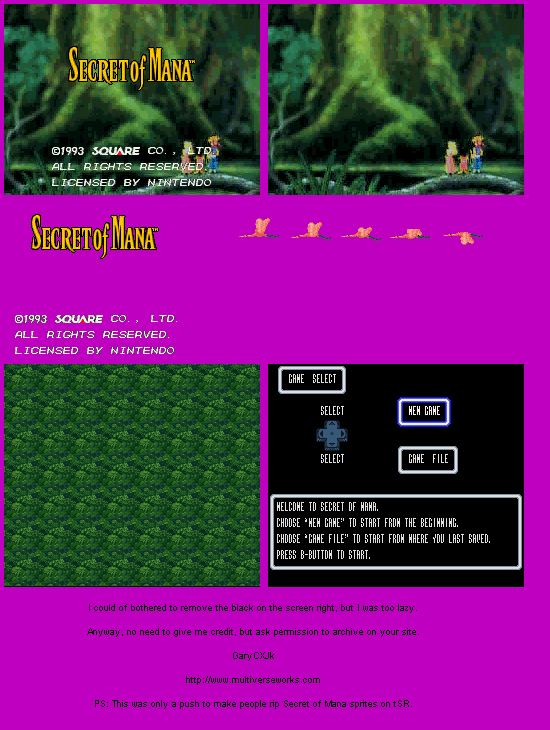 SECRET of MANA™
©1993 SQUARE CO., LTD.
ALL RIGHTS RESERVED.
LICENSED BY NINTENDO
SECRET of MANA™
©1993 SQUARE CO., LTD.
ALL RIGHTS RESERVED.
LICENSED BY NINTENDO
GAME SELECT
SELECT
NEW GAME
SELECT
GAME FILE
WELCOME TO SECRET OF MANA.
CHOOSE "NEW GAME" TO START FROM THE BEGINNING.
CHOOSE "GAME FILE" TO START FROM WHERE YOU LAST SAVED.
PRESS B-BUTTON TO START.
I could of bothered to remove the black on the screen right, but I was too lazy.
Anyway, no need to give me credit, but ask permission to archive on your site.
GaryCXJk
http://www.multiverseworks.com
PS: This was only a push to make people rip Secret of Mana sprites on tSR.